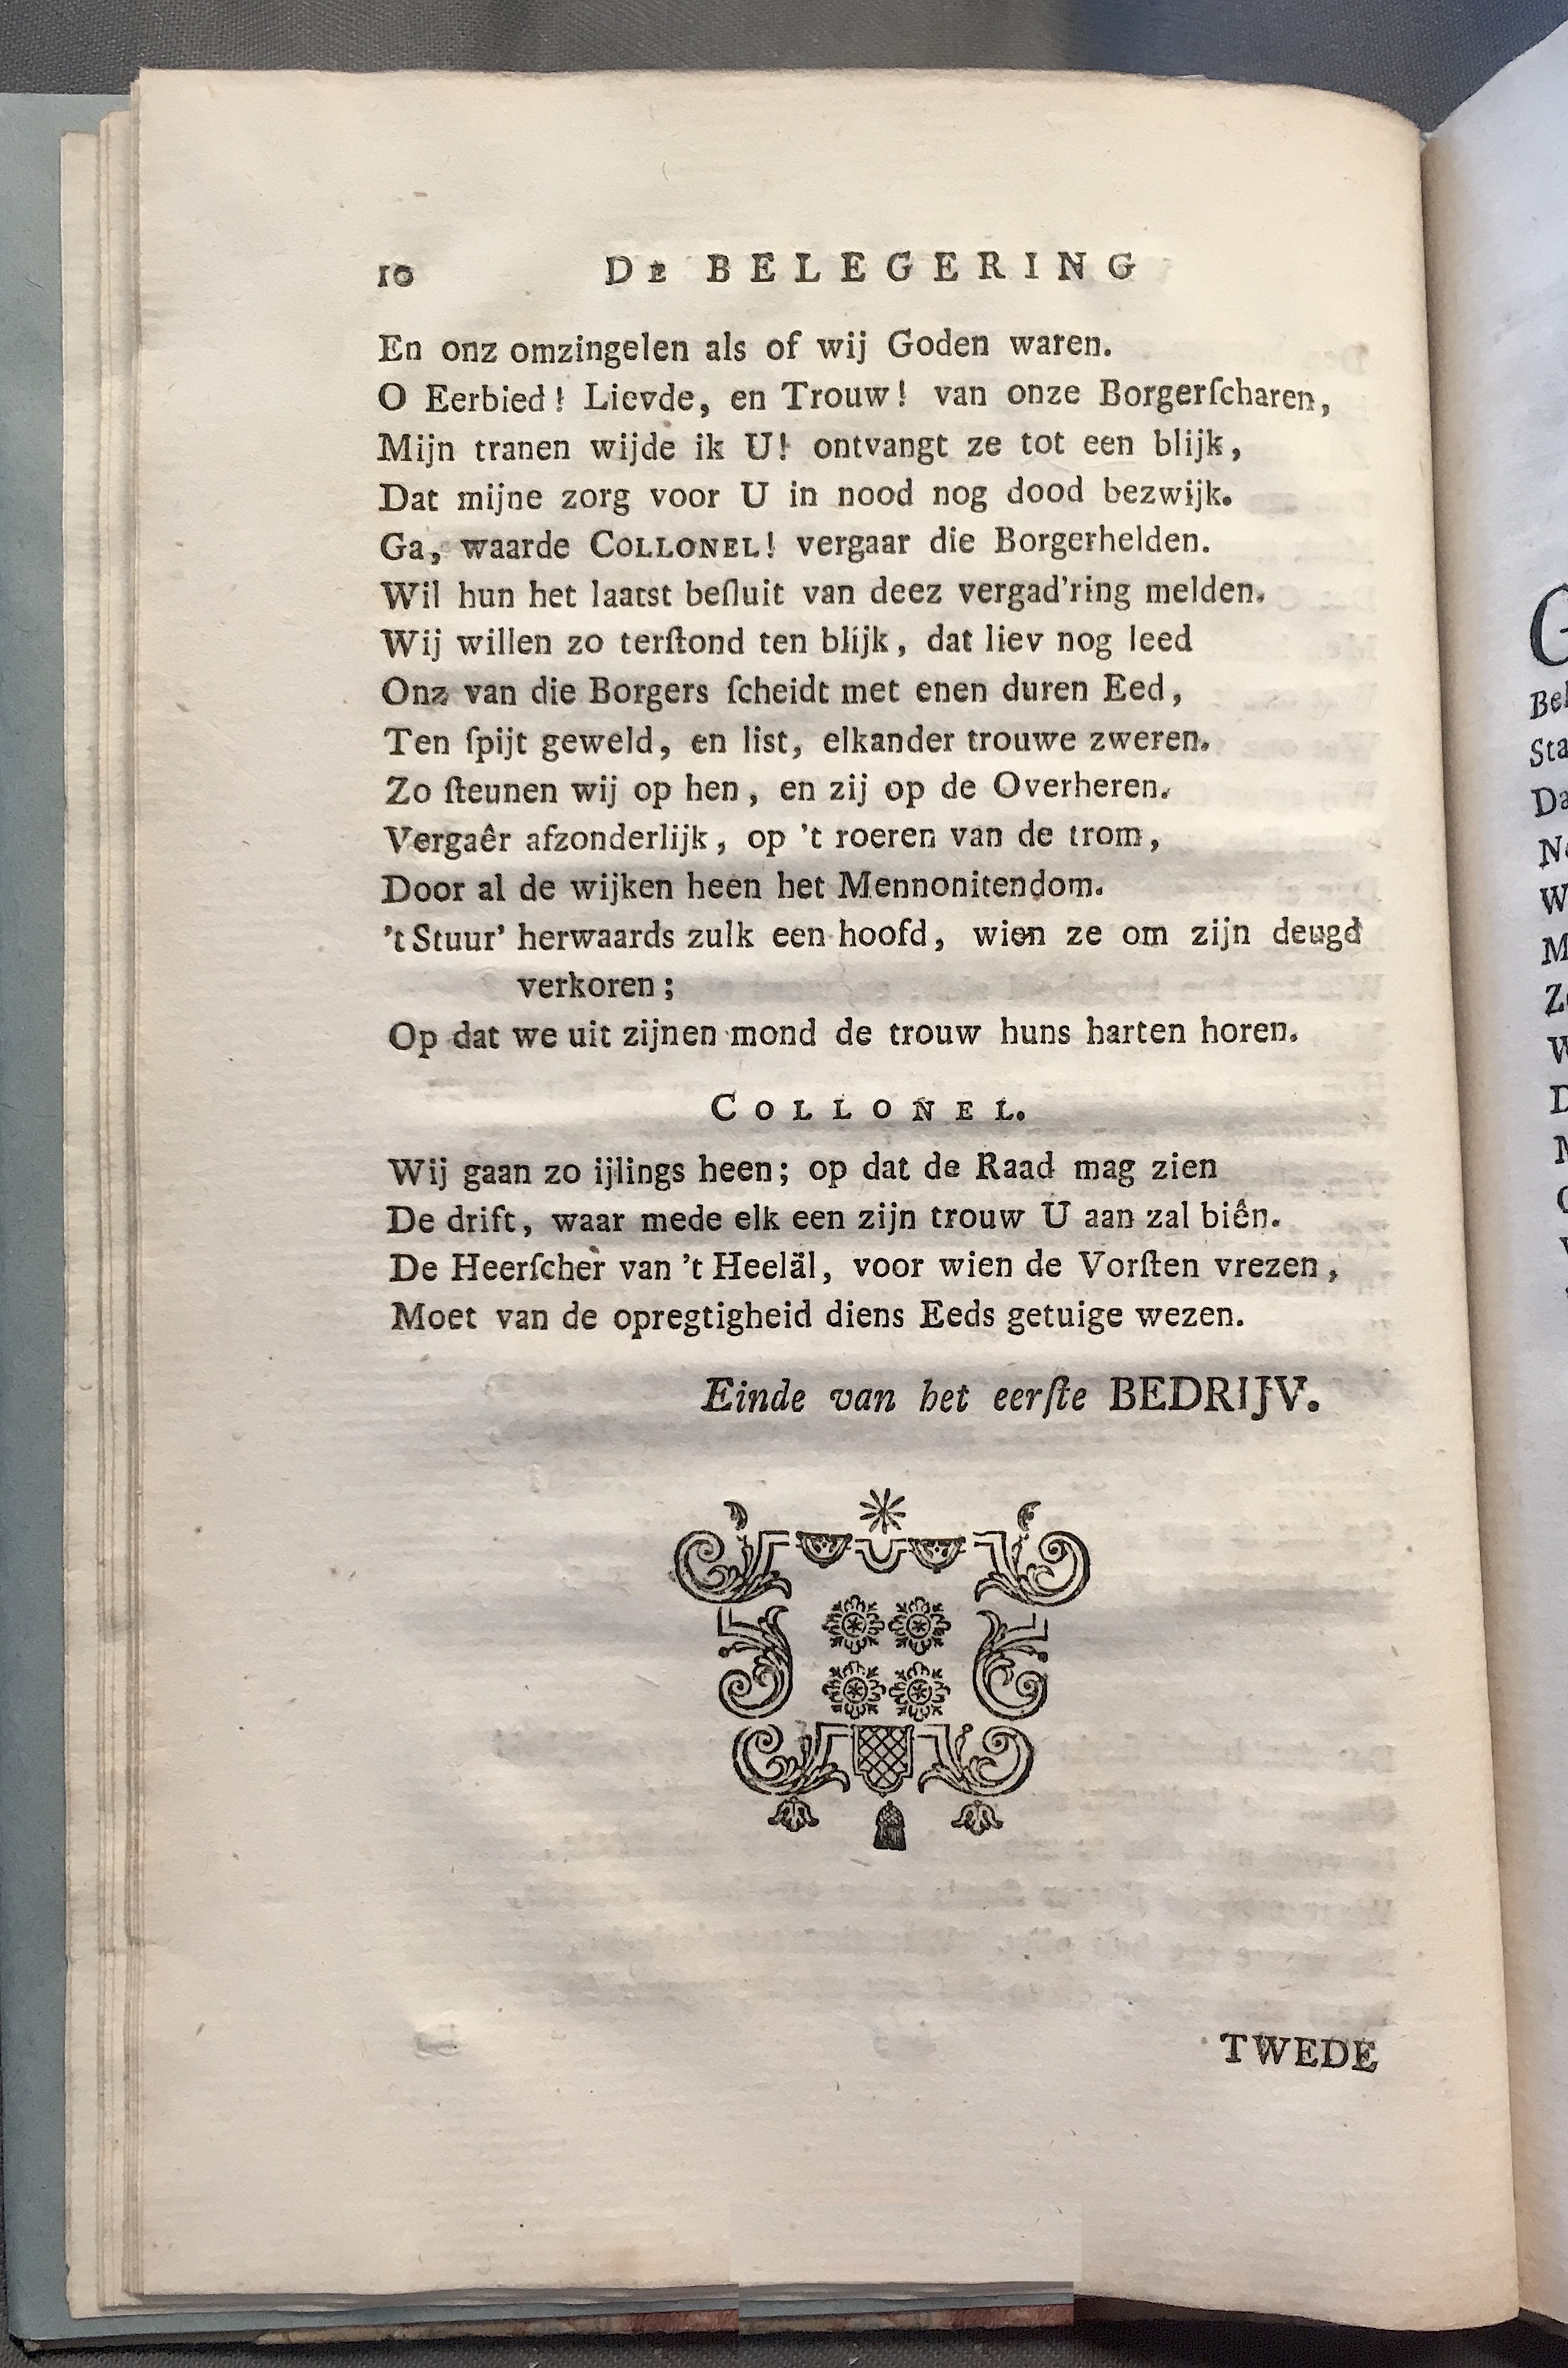 10 De BELEGERING
En onz omzingelen als of wij Goden waren.
O Eerbied! Lievde, en Trouw! van onze Borgerſcharen,
Mijn tranen wijde ik U! ontvangt ze tot een blijk,
Dat mijne zorg voor U in nood nog dood bezwijk.
Ga, waarde COLLONEL! vergaar die Borgerhelden.
Wil hun het laatst beſluit van deez vergad'ring melden.
Wij willen zo terſtond ten blijk, dat liev nog leed
Onz van die Borgers ſcheidt met enen duren Eed,
Ten ſpijt geweld, en list, elkander trouwe zweren.
Zo ſteunen wij op hen, en zij op de Overheren.
Vergaêr afzonderlijk, op 't roeren van de trom,
Door al de wijken heen het Mennonitendom.
't Stuur' herwaards zulk een hoofd, wien ze om zijn deugd
verkoren;
Op dat we uit zijnen mond de trouw huns harten horen.
COLLONEL.
Wij gaan zo ijlings heen; op dat de Raad mag zien
De drift, waar mede elk een zijn trouw U aan zal biên.
De Heerſcher van 't Heeläl, voor wien de Vorſten vrezen,
Moet van de opregtigheid diens Eeds getuige wezen.
Einde van het eerſte BEDRIJV.
TWEDE